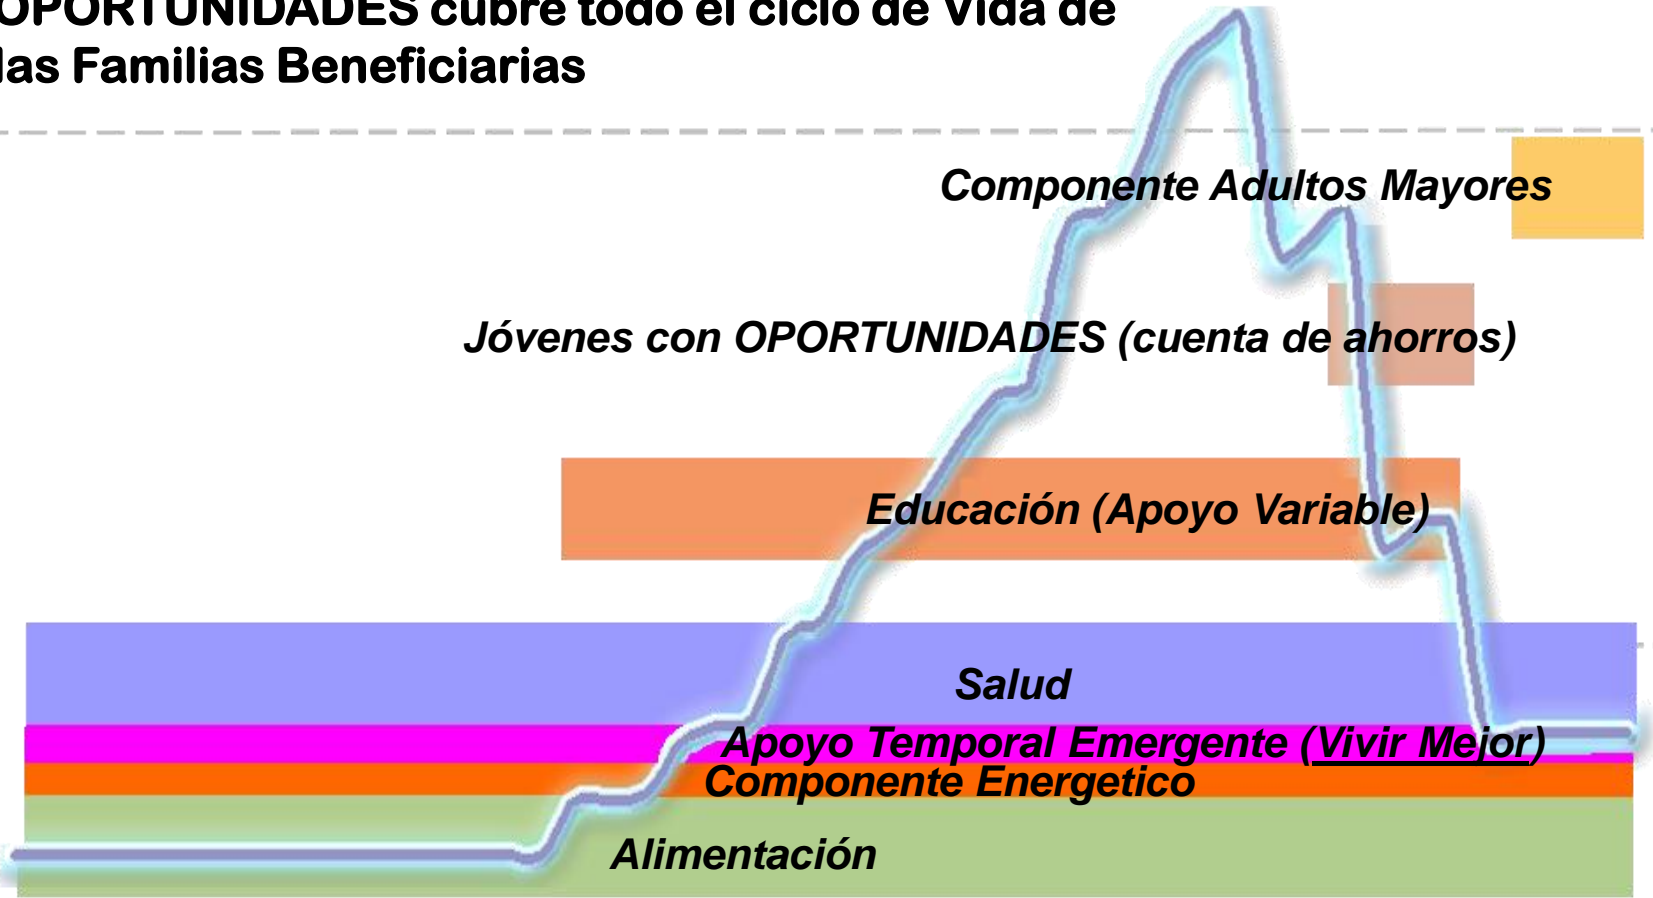 OPORTUNIDADES cubre todo el ciclo de Vida de
las Familias Beneficiarias
Componente Adultos Mayores
Jóvenes con OPORTUNIDADES (cuenta de ahorros)
Educación (Apoyo Variable)
Salud
Apoyo Temporal Emergente (Vivir Mejor)
Componente Energetico
Alimentación